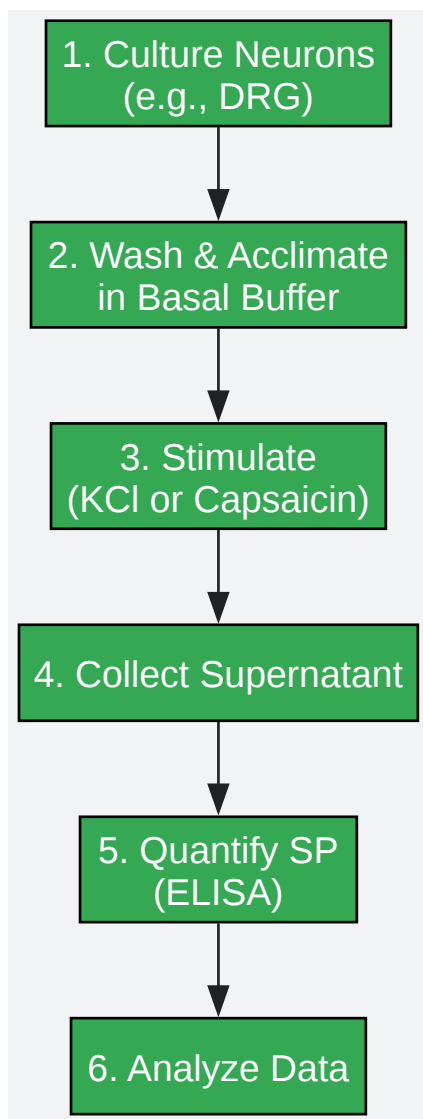 1. Culture Neurons
(e.g., DRG)
2. Wash & Acclimate
in Basal Buffer
3. Stimulate
(KCl or Capsaicin)
4. Collect Supernatant
5. Quantify SP
(ELISA)
6. Analyze Data